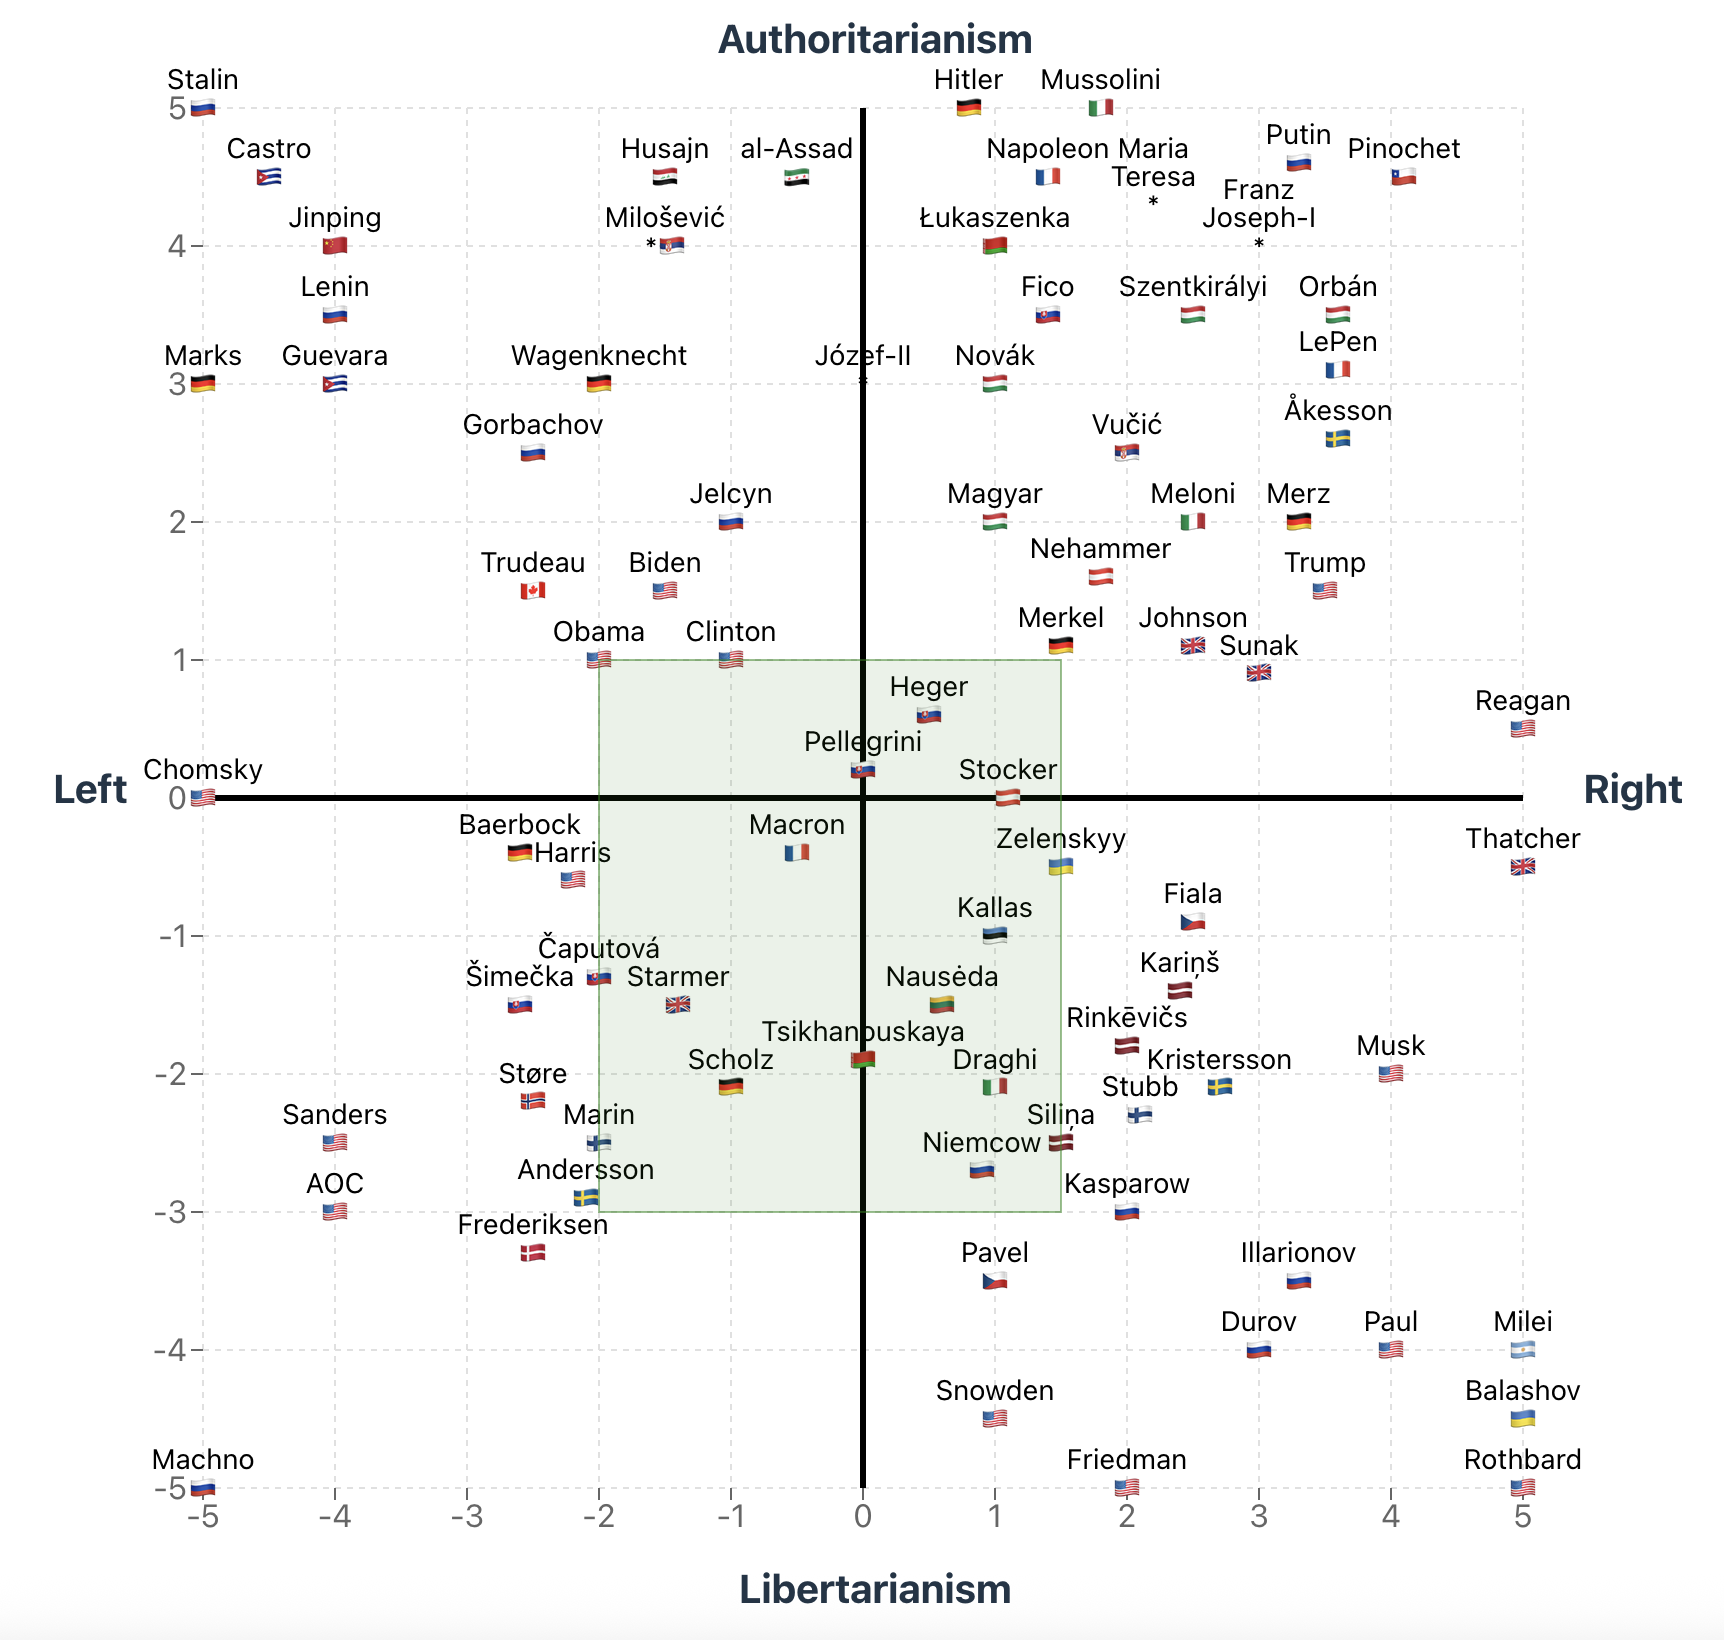 Authoritarianism
Stalin
Hitler
Mussolini
5
Castro
Husajn
al-Assad
Napoleon
Maria
Teresa
*
Putin
Pinochet
Jinping
Milošević
*
Łukaszenka
Franz
Joseph-I
*
4
Lenin
Fico
Szentkirályi
Orbán
Marks
Guevara
Wagenknecht
Józef-II
*
Novák
LePen
3
Gorbachov
Vučić
Åkesson
Jelcyn
Magyar
Meloni
Merz
2
Trudeau
Biden
Nehammer
Trump
Obama
Clinton
Merkel
Johnson
Sunak
1
Heger
Reagan
Pellegrini
Chomsky
Stocker
Left
0
Right
Baerbock
Harris
Macron
Zelenskyy
Thatcher
Kallas
Fiala
-1
Čaputová
Šimečka
Starmer
Nausėda
Kariņš
Tsikhanouskaya
Rinkēvičs
Scholz
Draghi
Kristersson
Musk
-2
Støre
Stubb
Sanders
Marin
Siliņa
Niemcow
Andersson
AOC
Kasparow
-3
Frederiksen
Pavel
Illarionov
Durov
Paul
Milei
-4
Snowden
Balashov
Machno
Friedman
Rothbard
-5
-5 -4 -3 -2 -1 0 1 2 3 4 5
Libertarianism